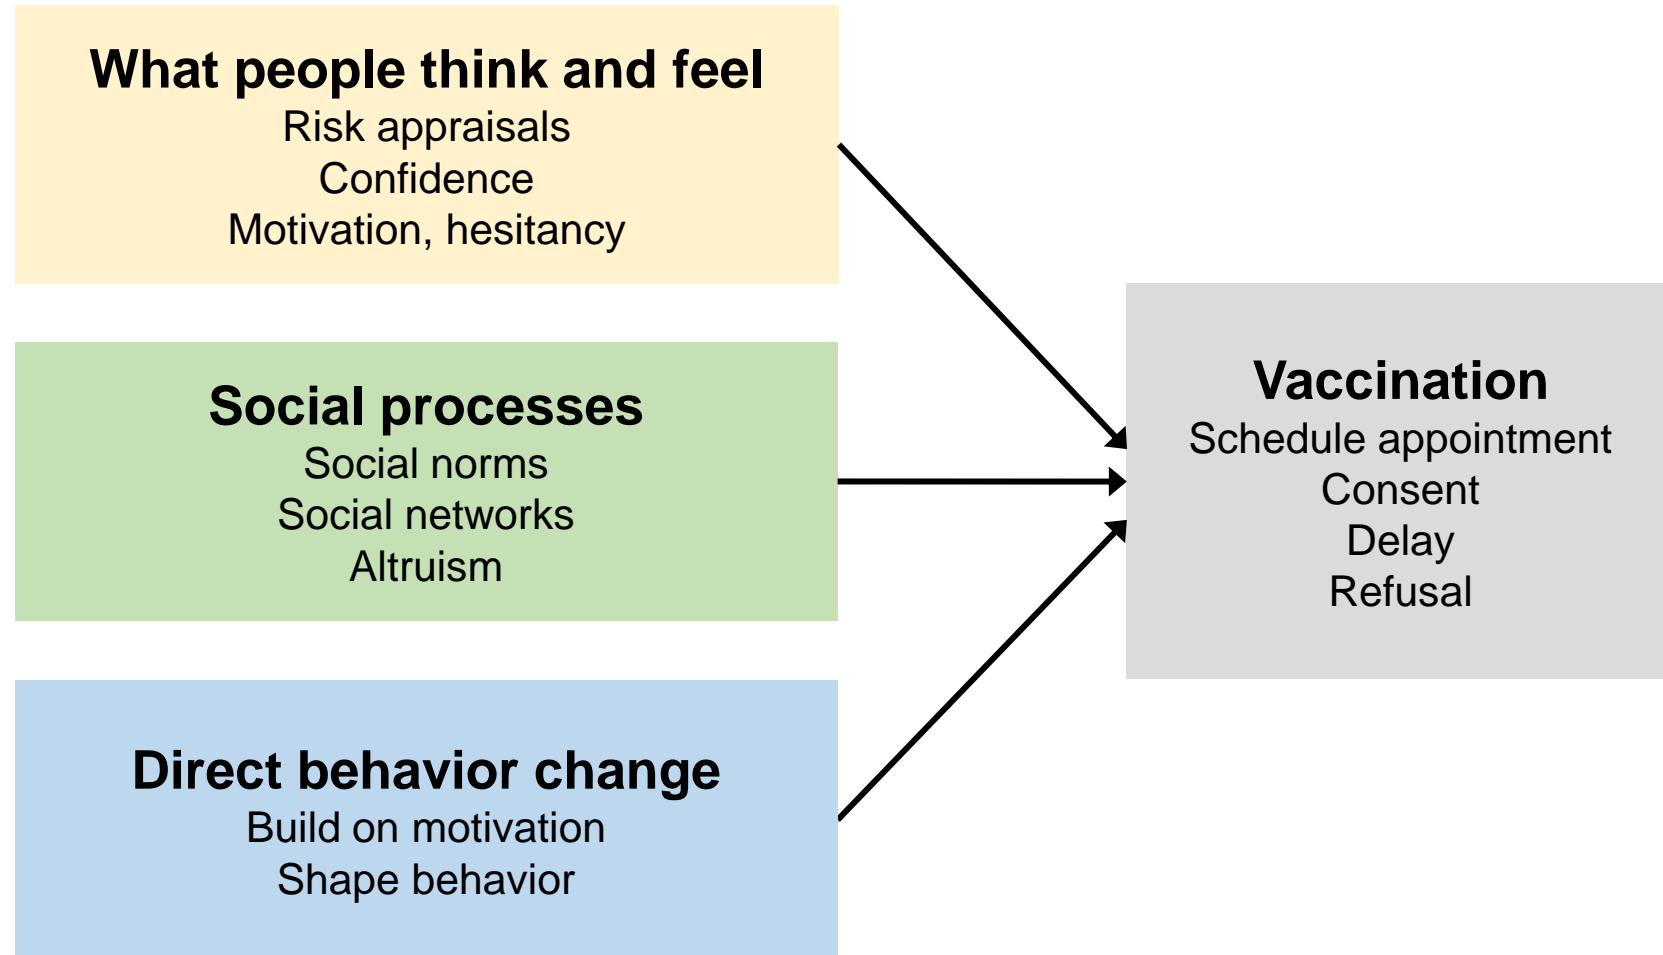 What people think and feel
Risk appraisals
Confidence
Motivation, hesitancy
Social processes
Social norms
Social networks
Altruism
Direct behavior change
Build on motivation
Shape behavior
Vaccination
Schedule appointment
Consent
Delay
Refusal